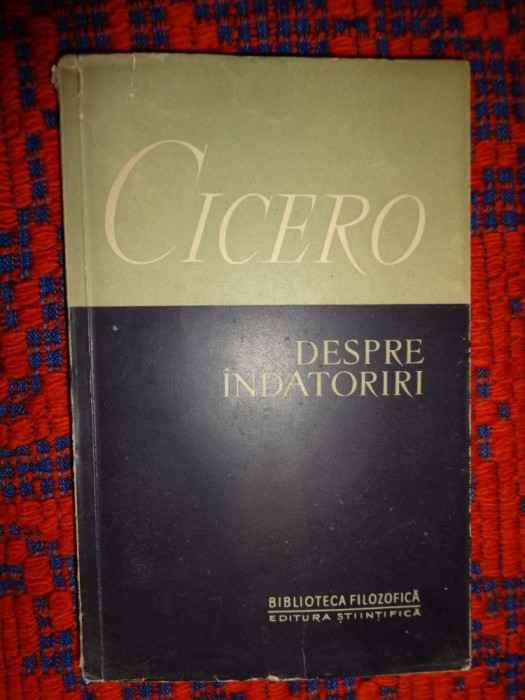 CICERO
DESPRE
ÎNDATORIRI
BIBLIOTECA FILOZOFICĂ
EDITURA ȘTIINȚIFICĂ